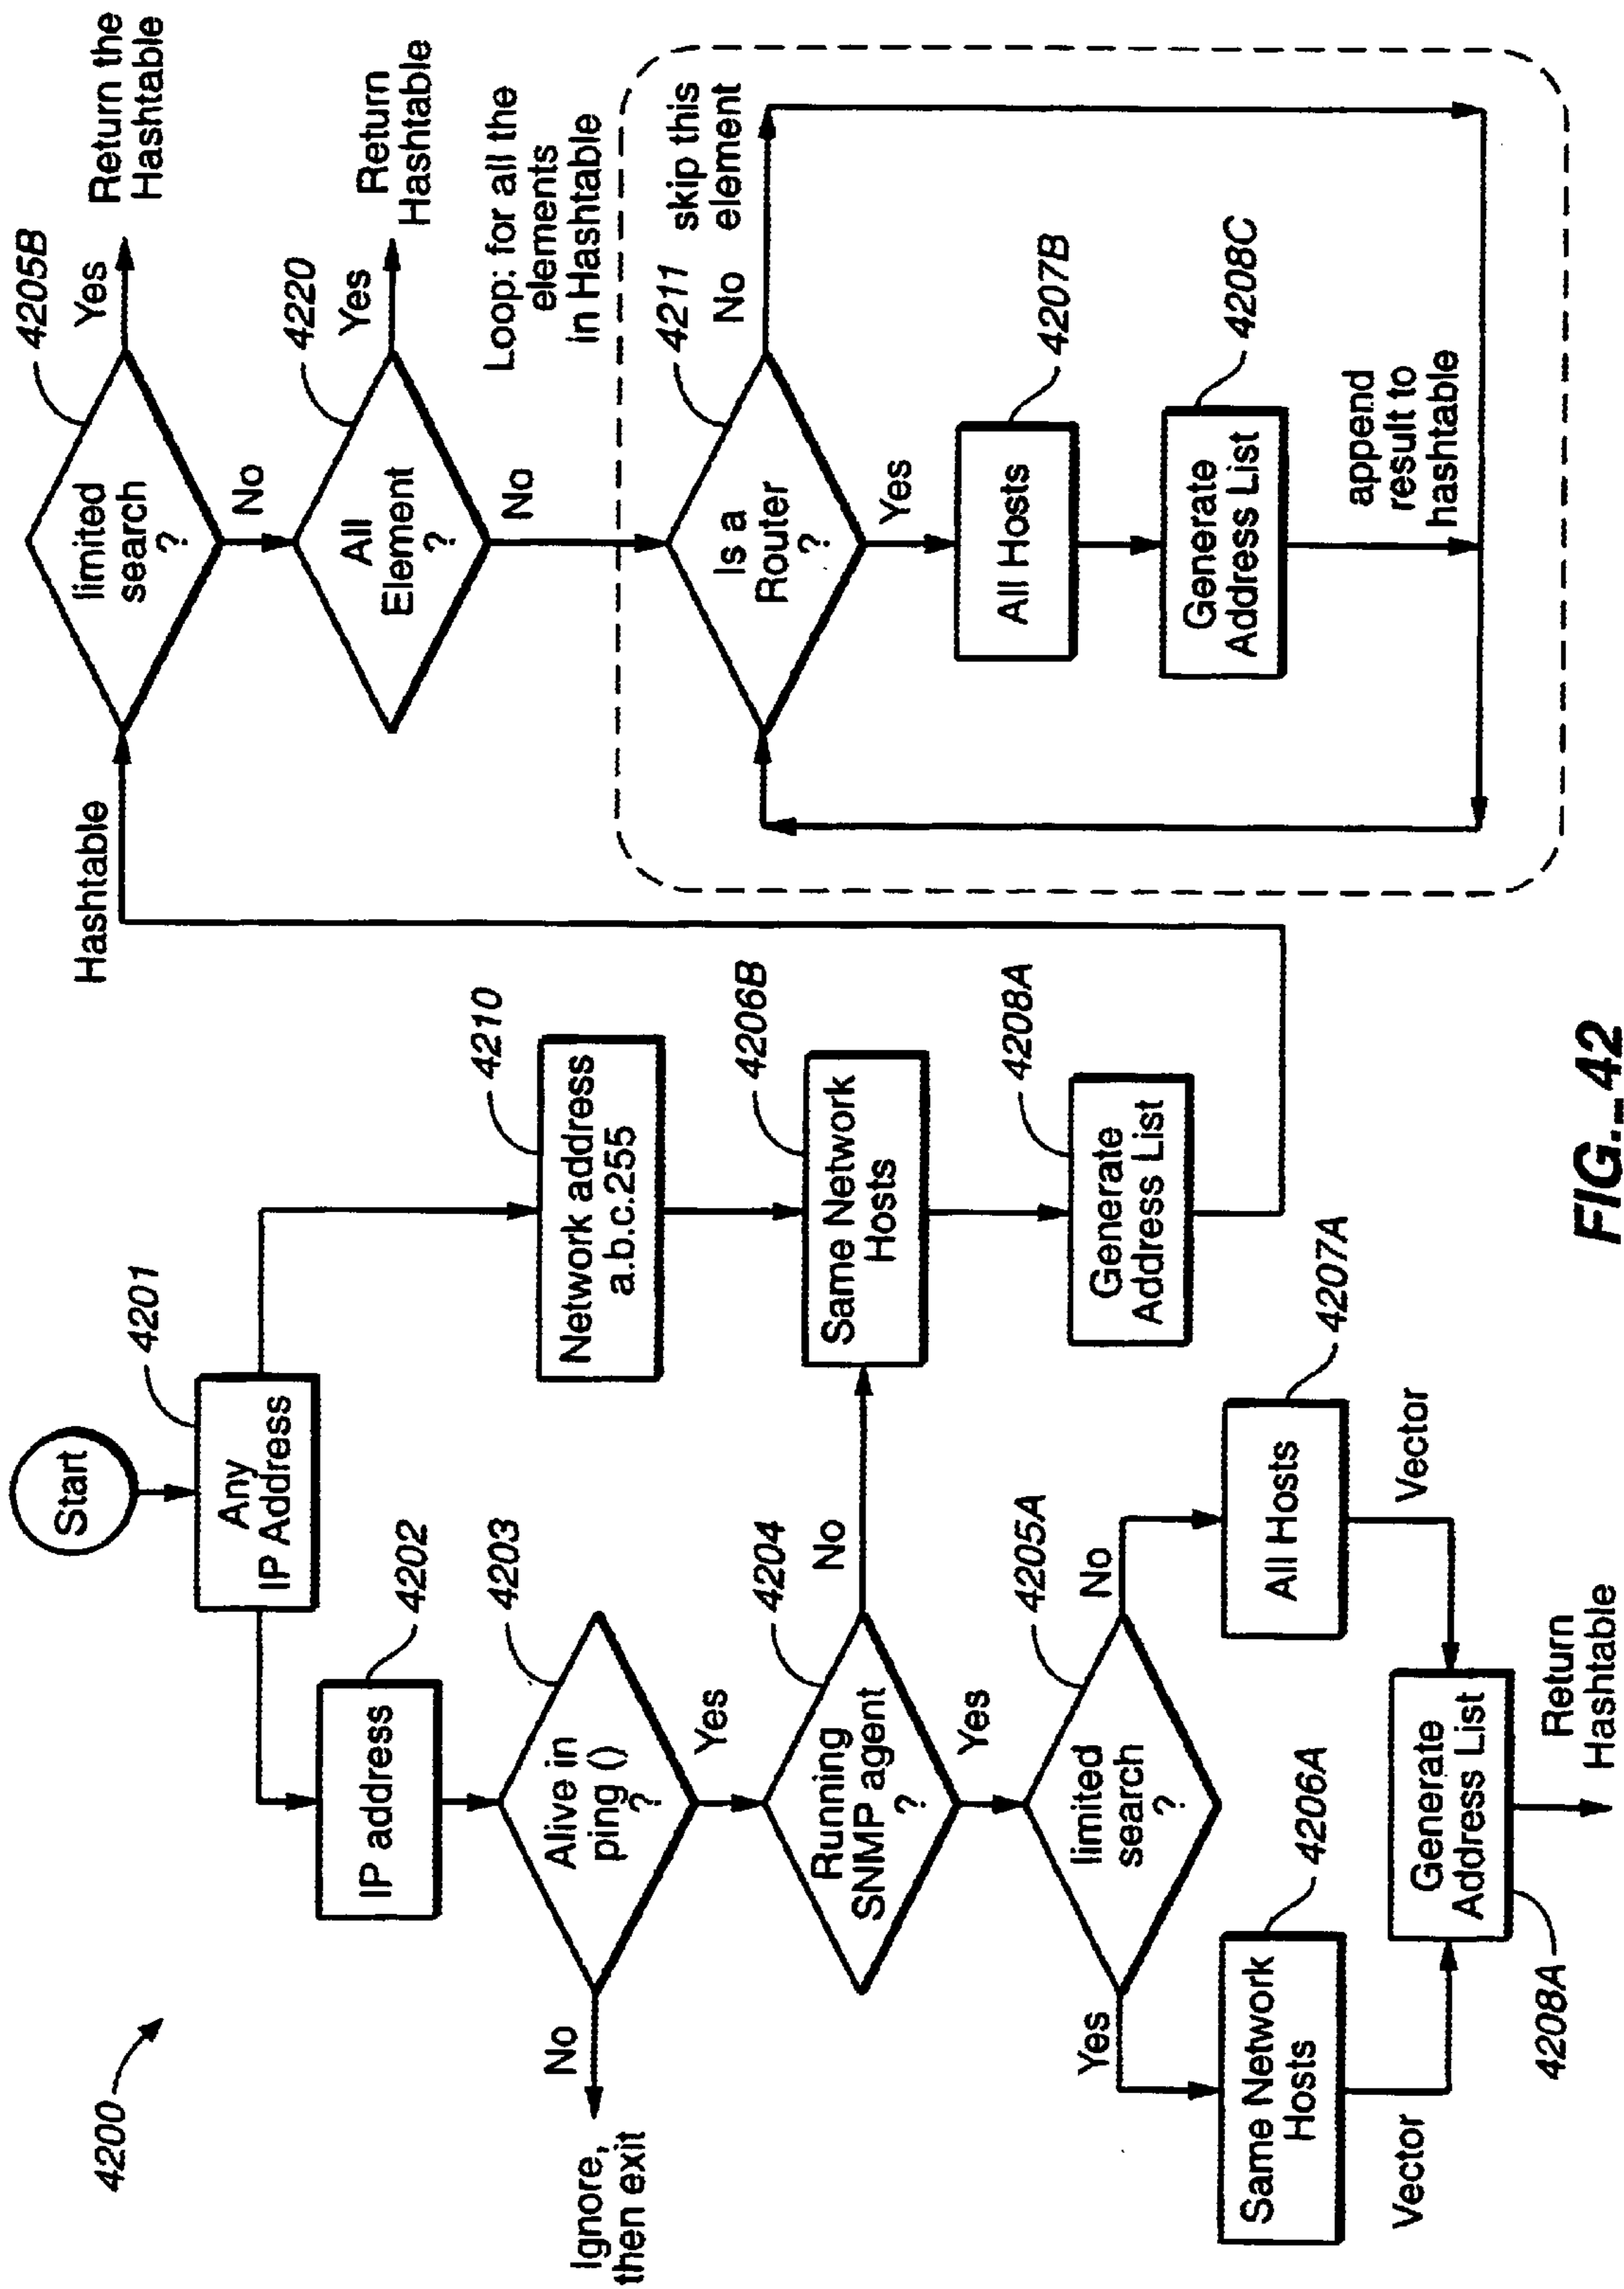 4200
Start
4201
Any
IP Address
4202
IP address
4203
Alive in
ping ()
?
No
Ignore,
then exit
Yes
4204
Running
SNMP agent
?
No
Yes
4205A
limited
search
?
Yes
No
4206A
Same Network
Hosts
Vector
4207A
All Hosts
Vector
Generate
Address List
4208A
Return
Hashtable
4210
Network address
a.b.c.255
4206B
Same Network
Hosts
4208A
Generate
Address List
Hashtable
4205B
limited
search
?
Yes
Return the
Hashtable
No
4220
All
Element
?
Yes
Return
Hashtable
No
Loop: for all the
elements
in Hashtable
4211
Is a
Router
?
No
skip this
element
Yes
4207B
All Hosts
4208C
Generate
Address List
append
result to
hashtable
FIG._42